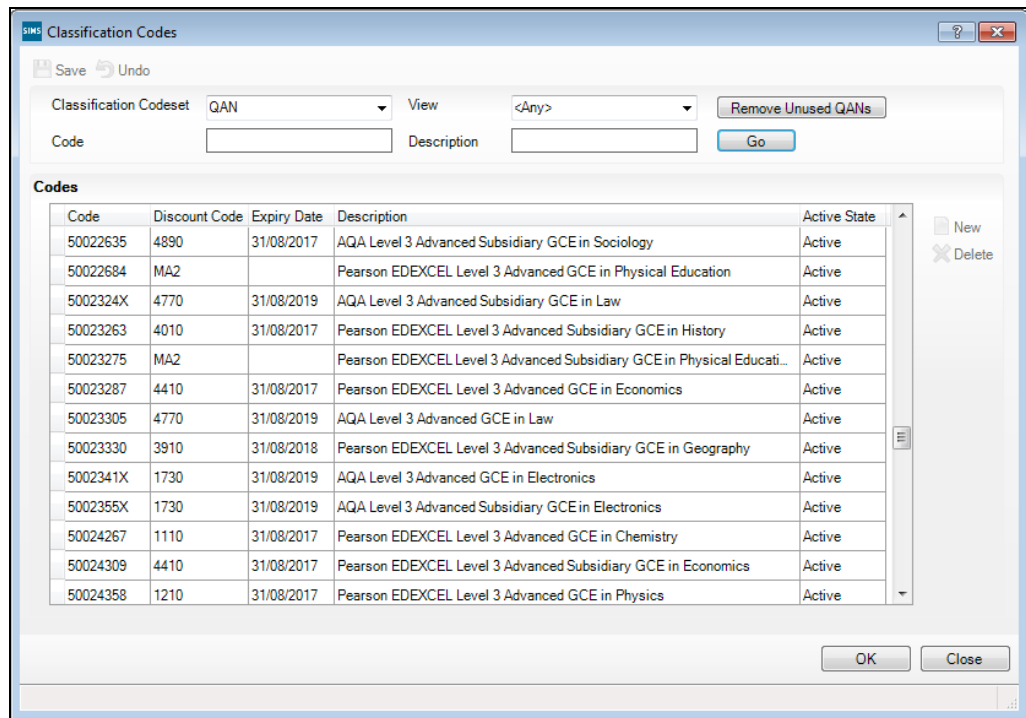 SIMS Classification Codes
Save Undo
Classification Codeset QAN View <Any> Remove Unused QANs
Code Description Go
Codes
Code Discount Code Expiry Date Description Active State
New
50022635 4890 31/08/2017 AQA Level 3 Advanced Subsidiary GCE in Sociology Active
Delete
50022684 MA2 Pearson EDEXCEL Level 3 Advanced GCE in Physical Education Active
5002324X 4770 31/08/2019 AQA Level 3 Advanced Subsidiary GCE in Law Active
50023263 4010 31/08/2017 Pearson EDEXCEL Level 3 Advanced Subsidiary GCE in History Active
50023275 MA2 Pearson EDEXCEL Level 3 Advanced Subsidiary GCE in Physical Educati... Active
50023287 4410 31/08/2017 Pearson EDEXCEL Level 3 Advanced GCE in Economics Active
50023305 4770 31/08/2019 AQA Level 3 Advanced GCE in Law Active
50023330 3910 31/08/2018 Pearson EDEXCEL Level 3 Advanced Subsidiary GCE in Geography Active
5002341X 1730 31/08/2019 AQA Level 3 Advanced GCE in Electronics Active
5002355X 1730 31/08/2019 AQA Level 3 Advanced Subsidiary GCE in Electronics Active
50024267 1110 31/08/2017 Pearson EDEXCEL Level 3 Advanced GCE in Chemistry Active
50024309 4410 31/08/2017 Pearson EDEXCEL Level 3 Advanced Subsidiary GCE in Economics Active
50024358 1210 31/08/2017 Pearson EDEXCEL Level 3 Advanced GCE in Physics Active
OK Close